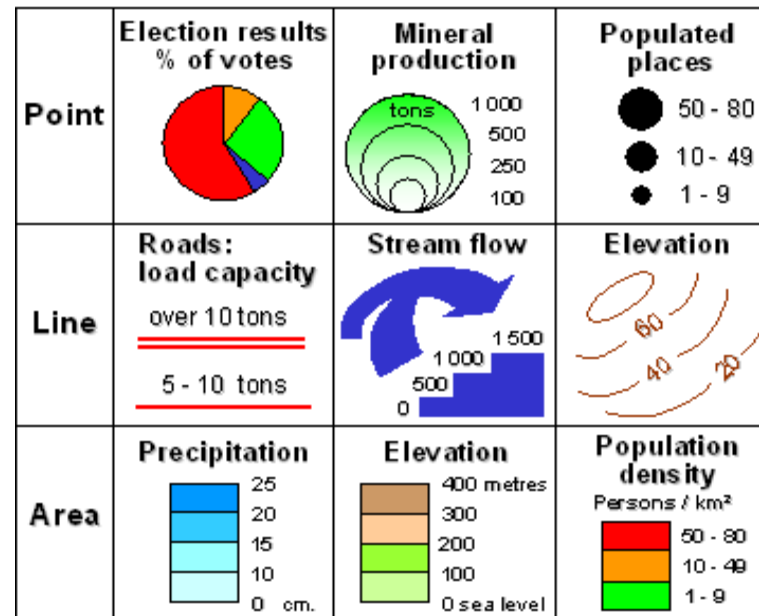 Point
Election results
% of votes
Mineral
production
tons
1 000
500
250
100
Populated
places
50 - 80
10 - 49
1 - 9
Line
Roads:
load capacity
over 10 tons
5 - 10 tons
Stream flow
1 500
1 000
500
0
Elevation
60
40
20
Area
Precipitation
25
20
15
10
0 cm.
Elevation
400 metres
300
200
100
0 sea level
Population
density
Persons / km²
50 - 80
10 - 49
1 - 9